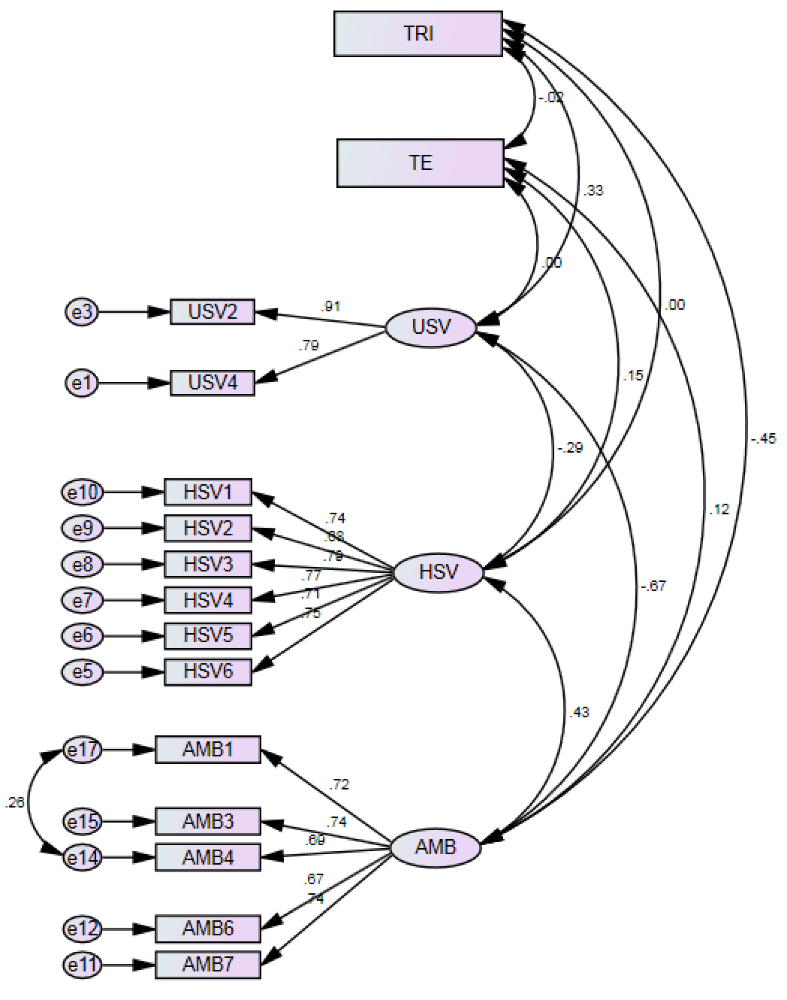 TRI
-.02
TE
.33
.00
e3
USV2
.91
USV
.00
.79
e1
USV4
.15
-.45
-.29
e10
HSV1
.74
.12
e9
HSV2
.68
e8
HSV3
.79
HSV
.77
-.67
e7
HSV4
.71
.75
e6
HSV5
e5
HSV6
.43
e17
AMB1
.72
.26
e15
AMB3
.74
.69
AMB
e14
AMB4
.67
.74
e12
AMB6
e11
AMB7